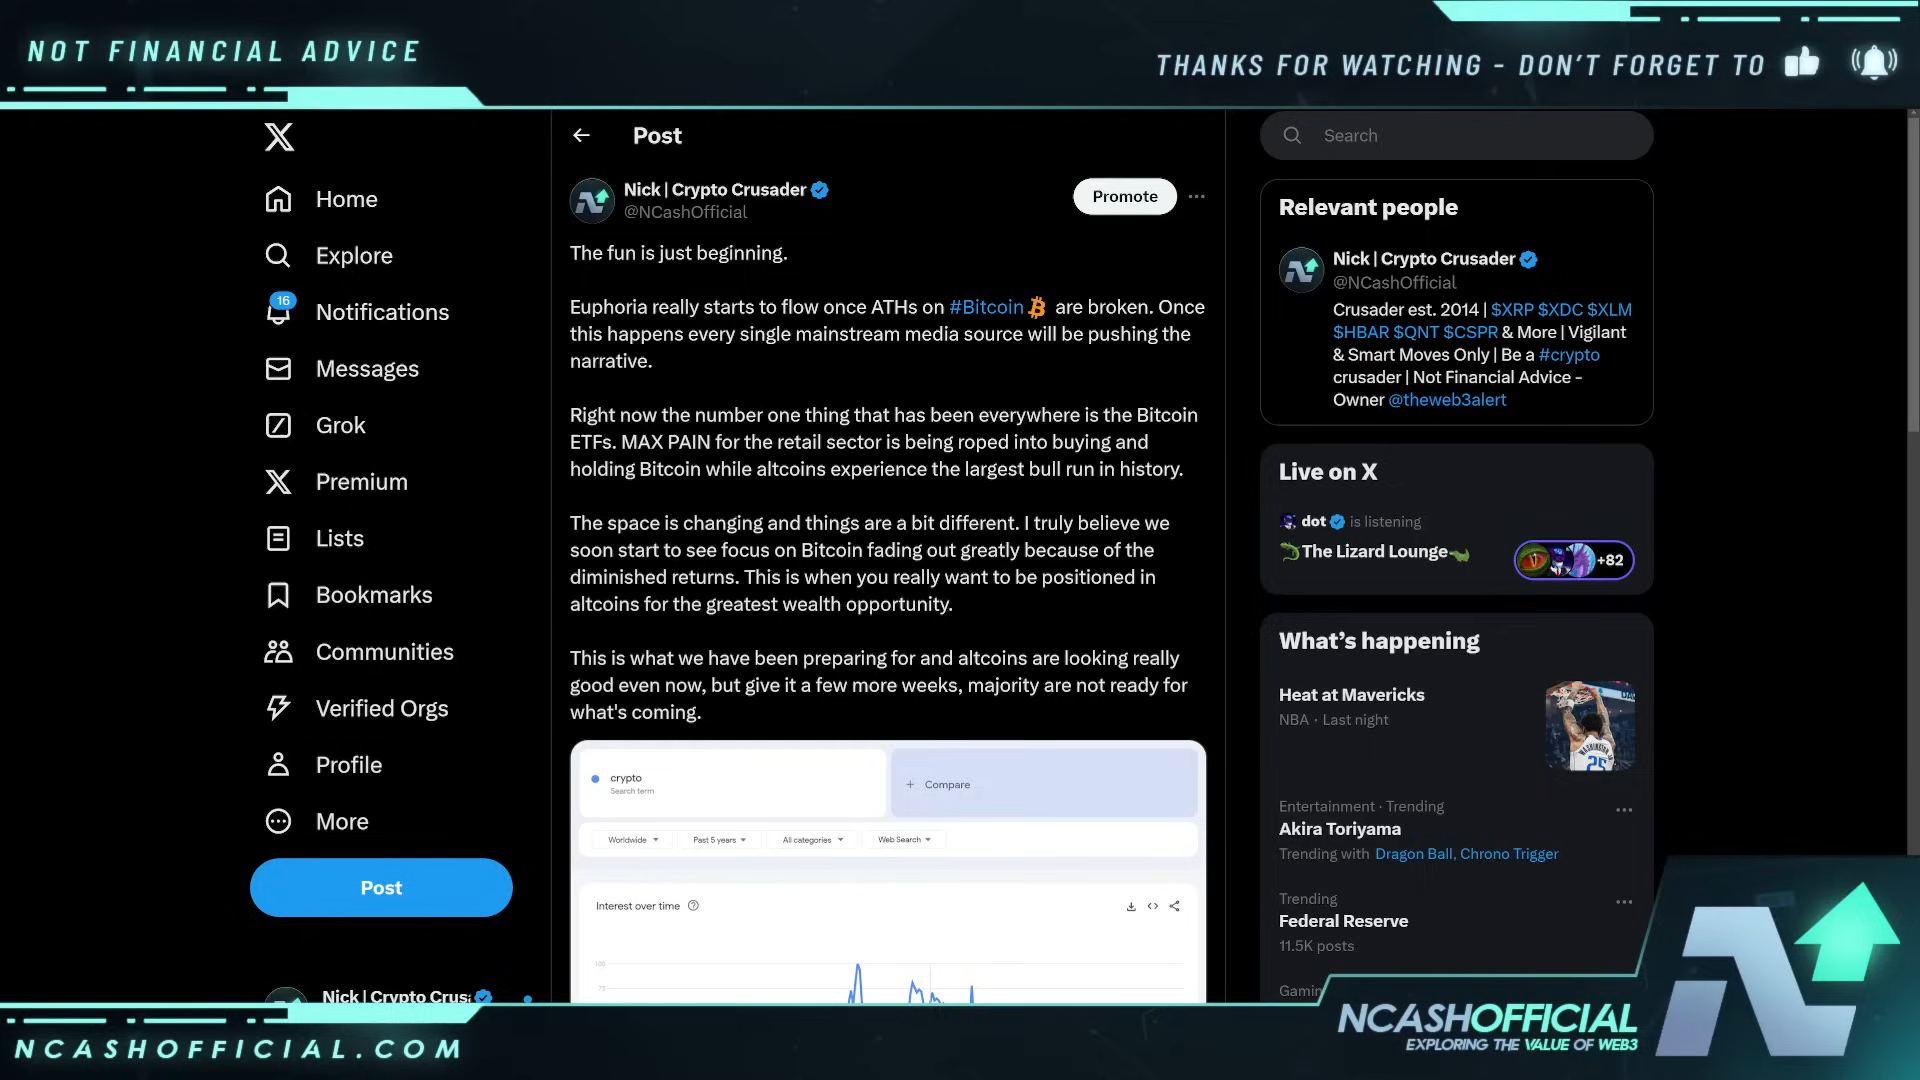 NOT FINANCIAL ADVICE
THANKS FOR WATCHING - DON'T FORGET TO
Home
Explore
16
Notifications
Messages
Grok
Premium
Lists
Bookmarks
Communities
Verified Orgs
Profile
More
Post
Nick | Crypto Crus
Post
Nick | Crypto Crusader
@NCashOfficial
Promote
The fun is just beginning.
Euphoria really starts to flow once ATHs on #Bitcoin are broken. Once
this happens every single mainstream media source will be pushing the
narrative.
Right now the number one thing that has been everywhere is the Bitcoin
ETFs. MAX PAIN for the retail sector is being roped into buying and
holding Bitcoin while altcoins experience the largest bull run in history.
The space is changing and things are a bit different. I truly believe we
soon start to see focus on Bitcoin fading out greatly because of the
diminished returns. This is when you really want to be positioned in
altcoins for the greatest wealth opportunity.
This is what we have been preparing for and altcoins are looking really
good even now, but give it a few more weeks, majority are not ready for
what's coming.
crypto
Search term
+ Compare
Worldwide
Past 5 years
All categories
Web Search
Interest over time
100
75
Search
Relevant people
Nick | Crypto Crusader
@NCashOfficial
Crusader est. 2014 | $XRP $XDC $XLM
$HBAR $QNT $CSPR & More | Vigilant
& Smart Moves Only | Be a #crypto
crusader | Not Financial Advice -
Owner @theweb3alert
Live on X
dot is listening
The Lizard Lounge
+82
What's happening
Heat at Mavericks
NBA · Last night
WASHINGTON JR.
25
Entertainment · Trending
Akira Toriyama
Trending with Dragon Ball, Chrono Trigger
Trending
Federal Reserve
11.5K posts
Gamin
NCASHOFFICIAL.COM
NCASHOFFICIAL
EXPLORING THE VALUE OF WEB3